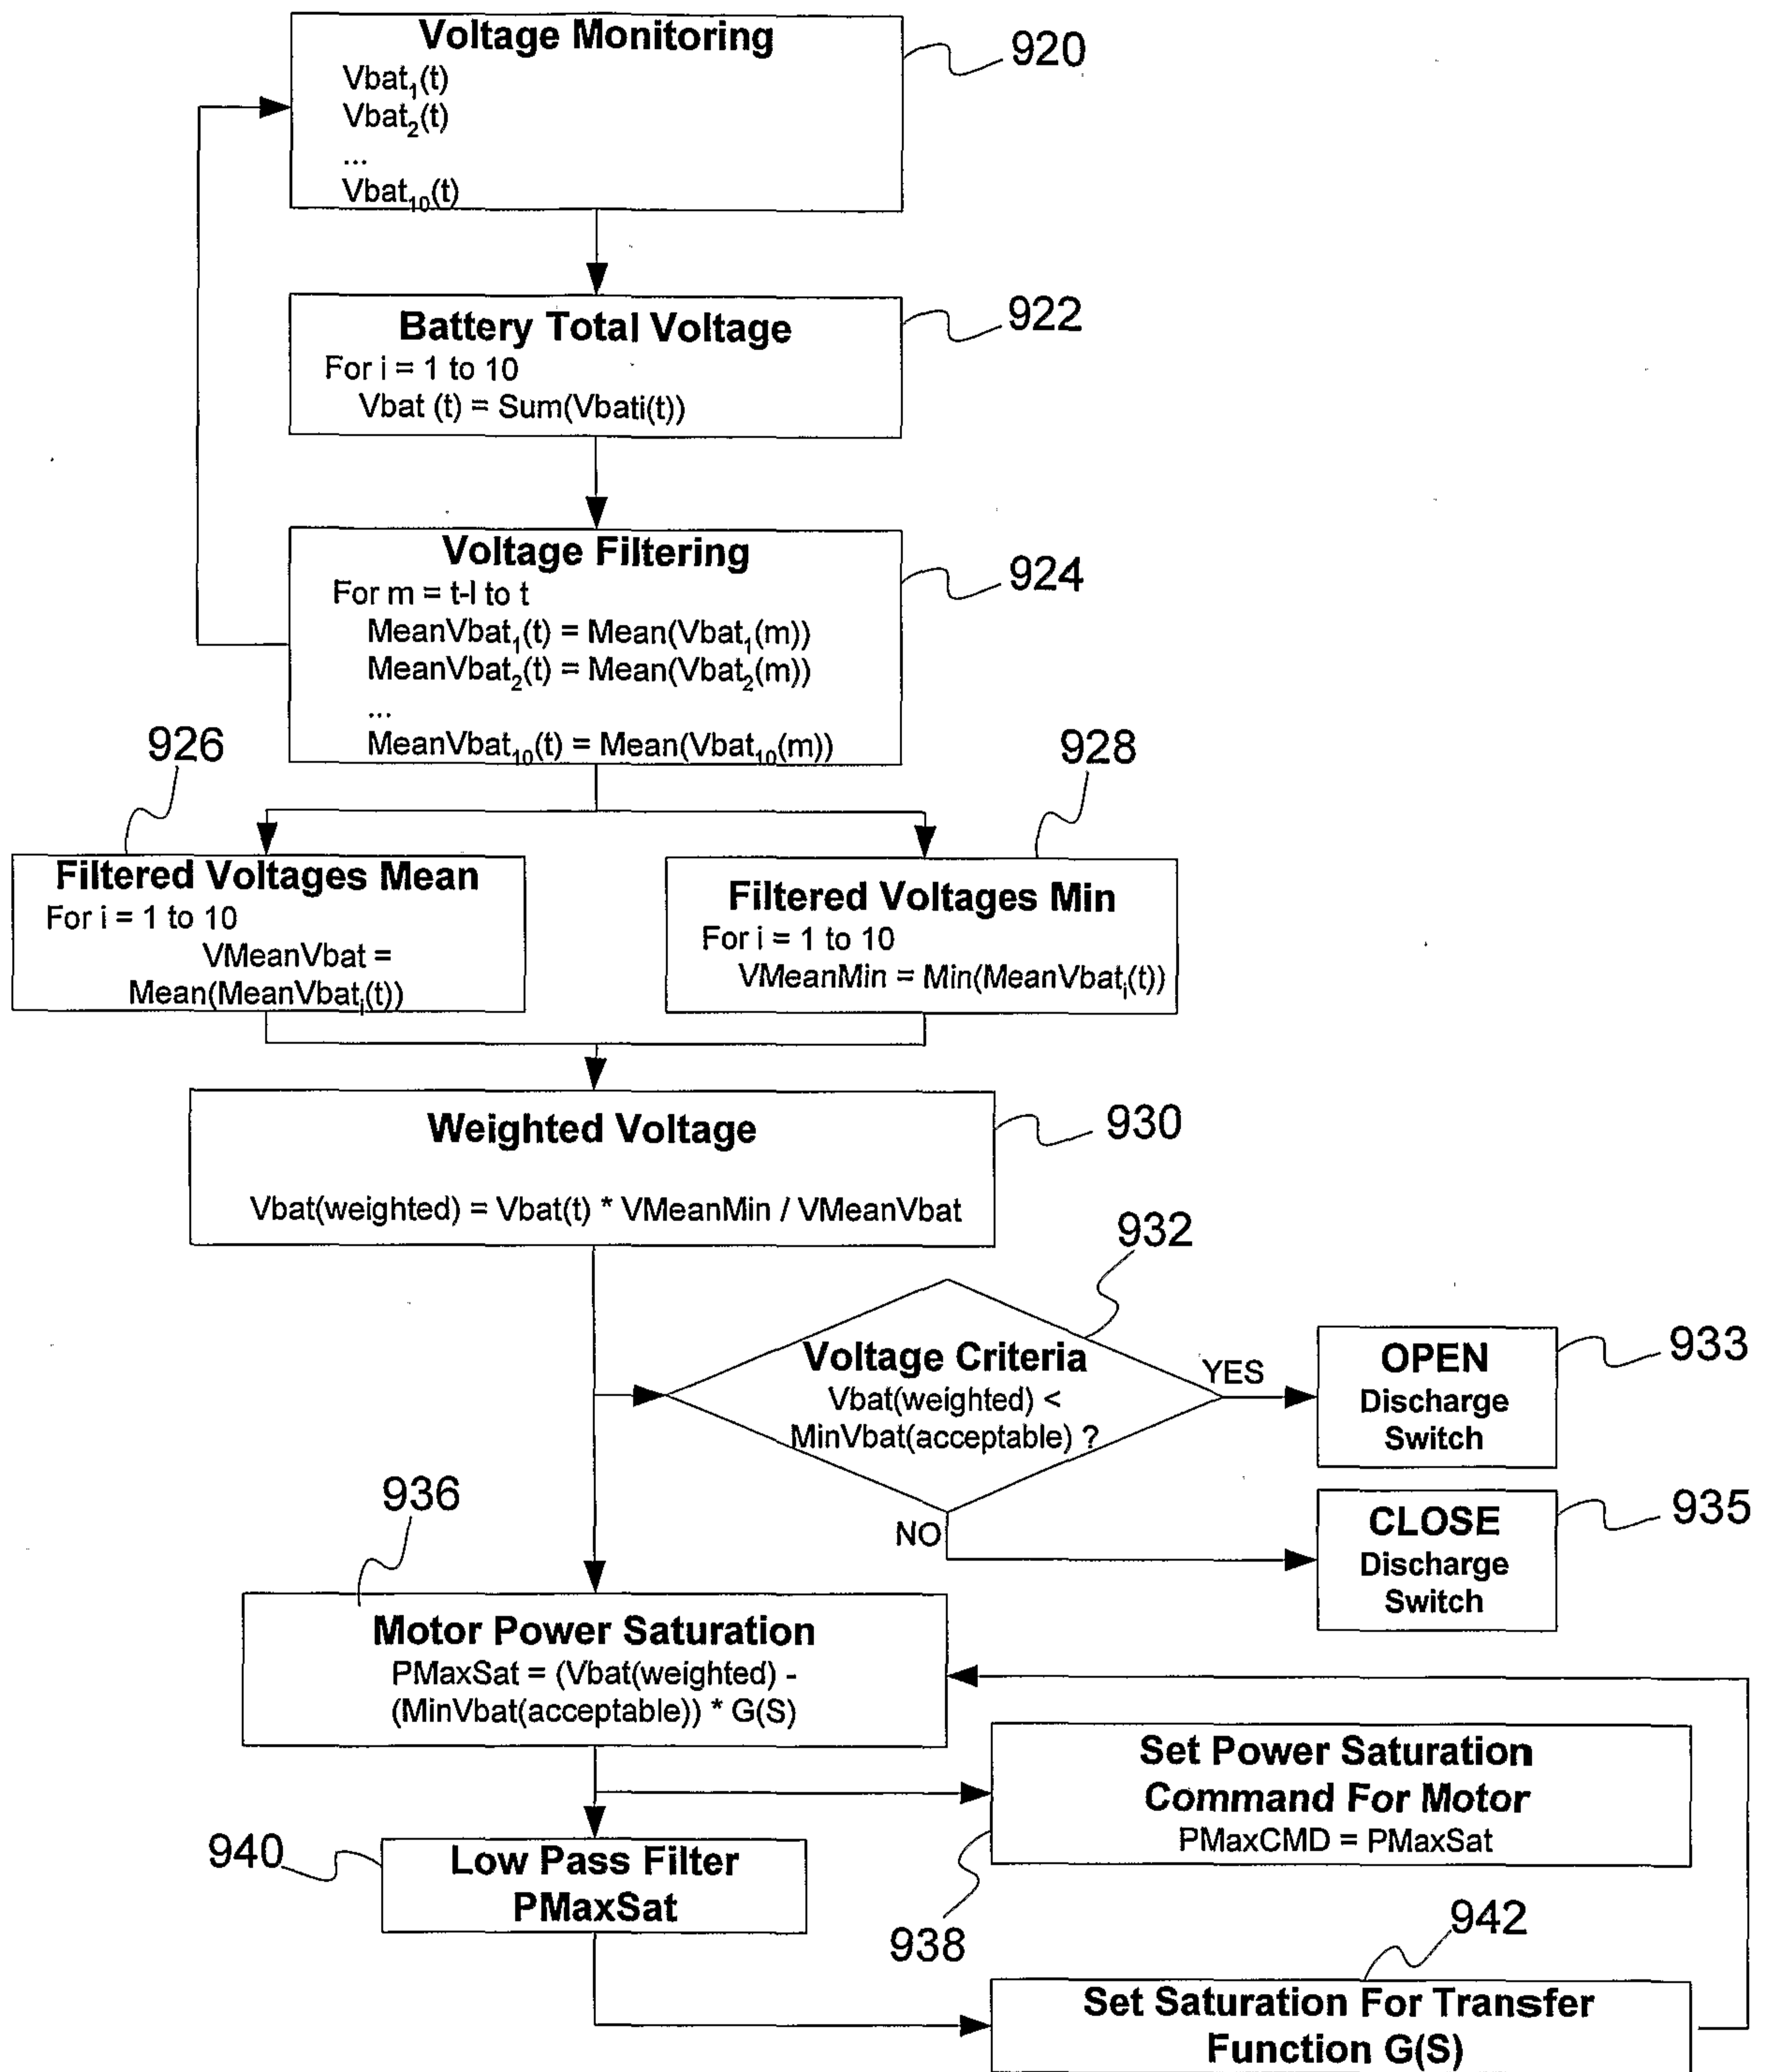 Voltage Monitoring
Vbat₁(t)
Vbat₂(t)
...
Vbat₁₀(t)
920
Battery Total Voltage
For i = 1 to 10
Vbat (t) = Sum(Vbati(t))
922
Voltage Filtering
For m = t-l to t
MeanVbat₁(t) = Mean(Vbat₁(m))
MeanVbat₂(t) = Mean(Vbat₂(m))
...
MeanVbat₁₀(t) = Mean(Vbat₁₀(m))
924
926
928
Filtered Voltages Mean
For i = 1 to 10
VMeanVbat =
Mean(MeanVbatᵢ(t))
Filtered Voltages Min
For i = 1 to 10
VMeanMin = Min(MeanVbatᵢ(t))
Weighted Voltage
Vbat(weighted) = Vbat(t) * VMeanMin / VMeanVbat
930
932
Voltage Criteria
Vbat(weighted) <
MinVbat(acceptable) ?
YES
NO
OPEN
Discharge
Switch
933
CLOSE
Discharge
Switch
935
936
Motor Power Saturation
PMaxSat = (Vbat(weighted) -
(MinVbat(acceptable)) * G(S)
Set Power Saturation
Command For Motor
PMaxCMD = PMaxSat
938
940
Low Pass Filter
PMaxSat
942
Set Saturation For Transfer
Function G(S)